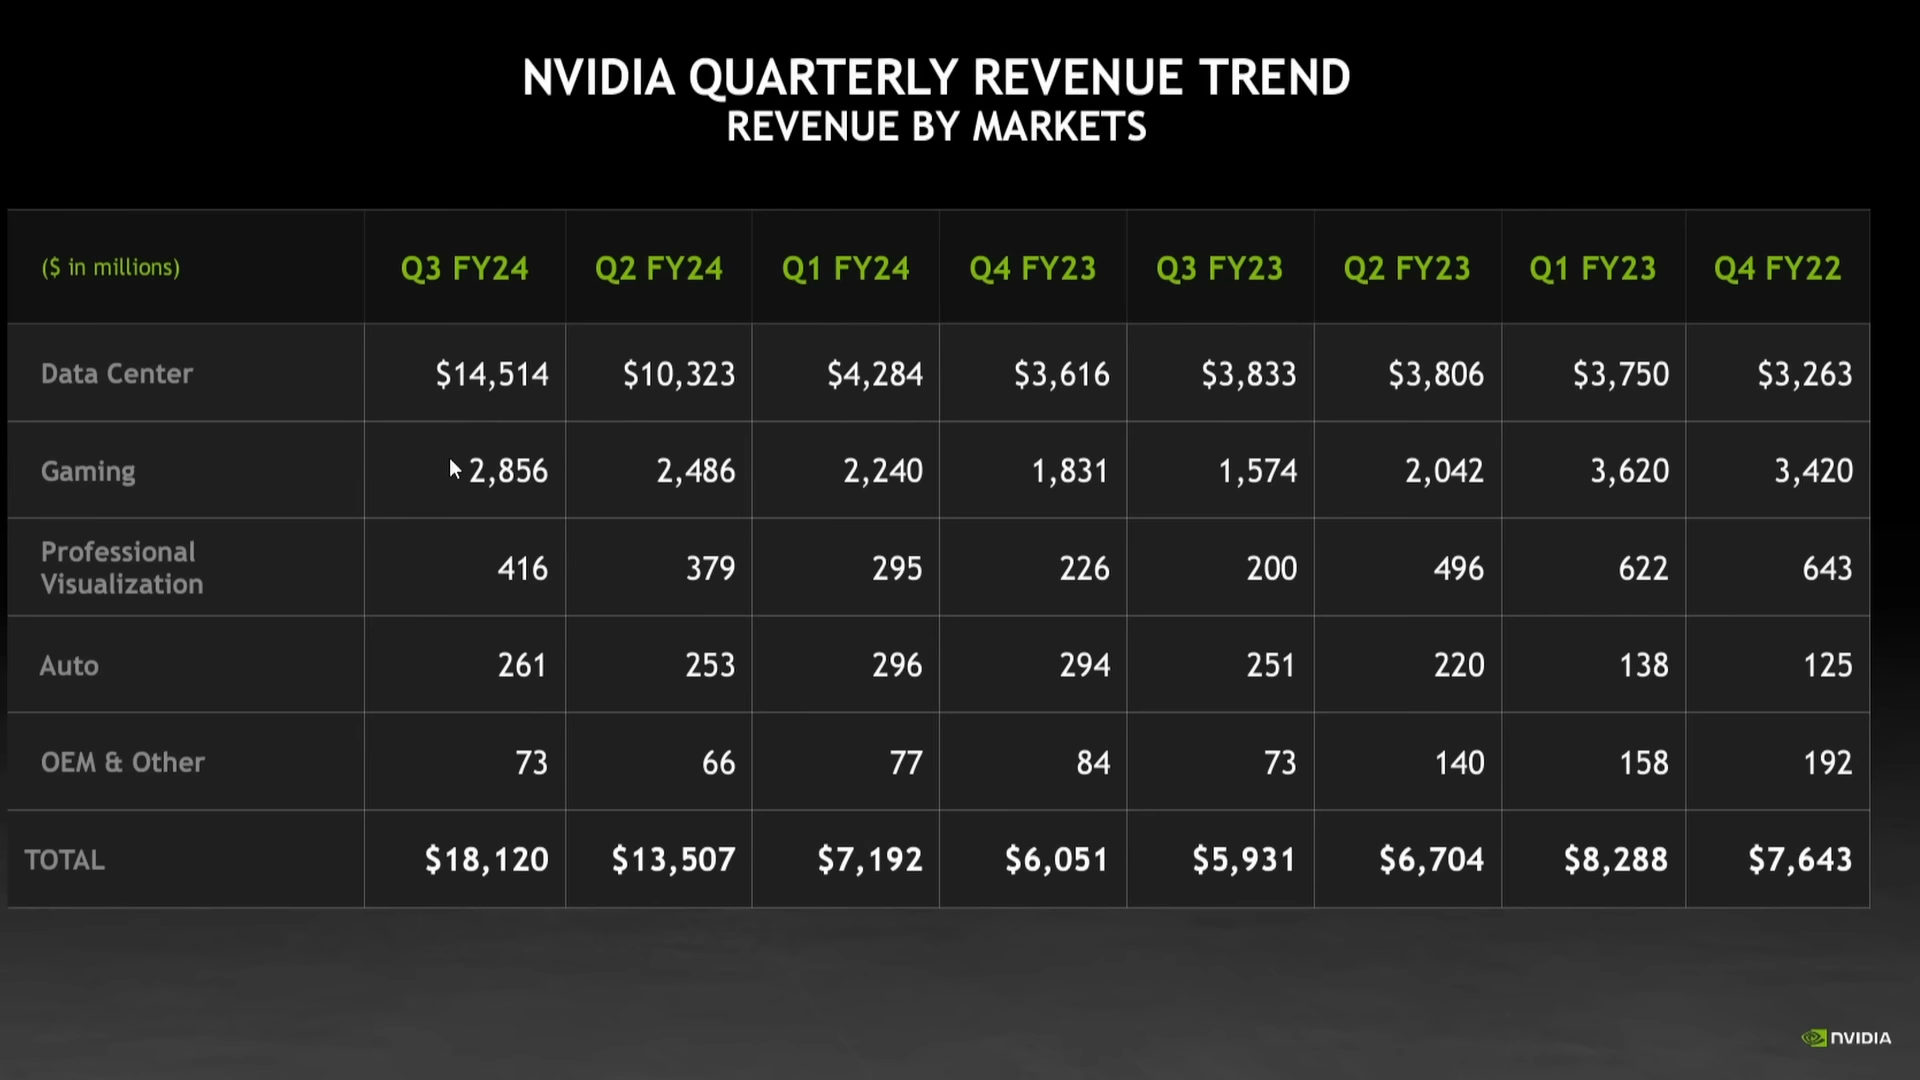 NVIDIA QUARTERLY REVENUE TREND
REVENUE BY MARKETS
($ in millions) Q3 FY24 Q2 FY24 Q1 FY24 Q4 FY23 Q3 FY23 Q2 FY23 Q1 FY23 Q4 FY22
Data Center $14,514 $10,323 $4,284 $3,616 $3,833 $3,806 $3,750 $3,263
Gaming 2,856 2,486 2,240 1,831 1,574 2,042 3,620 3,420
Professional
Visualization 416 379 295 226 200 496 622 643
Auto 261 253 296 294 251 220 138 125
OEM & Other 73 66 77 84 73 140 158 192
TOTAL $18,120 $13,507 $7,192 $6,051 $5,931 $6,704 $8,288 $7,643
NVIDIA